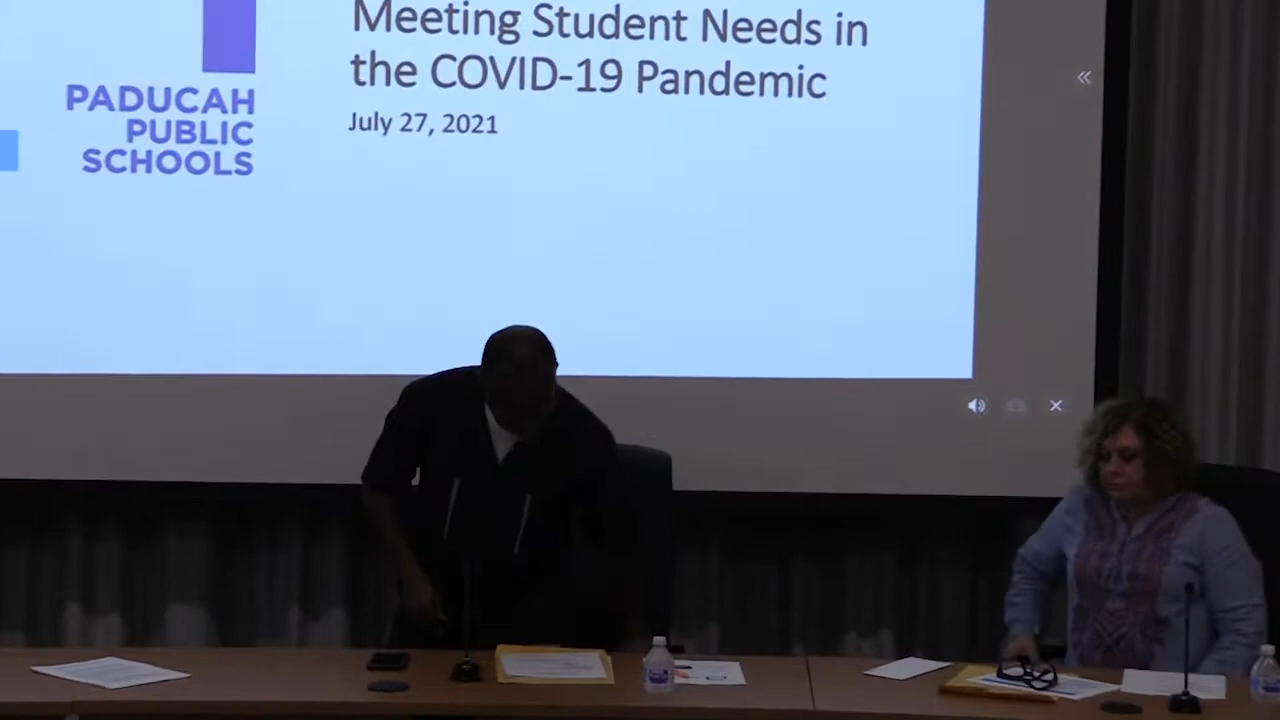 Meeting Student Needs in
the COVID-19 Pandemic
July 27, 2021
PADUCAH
PUBLIC
SCHOOLS